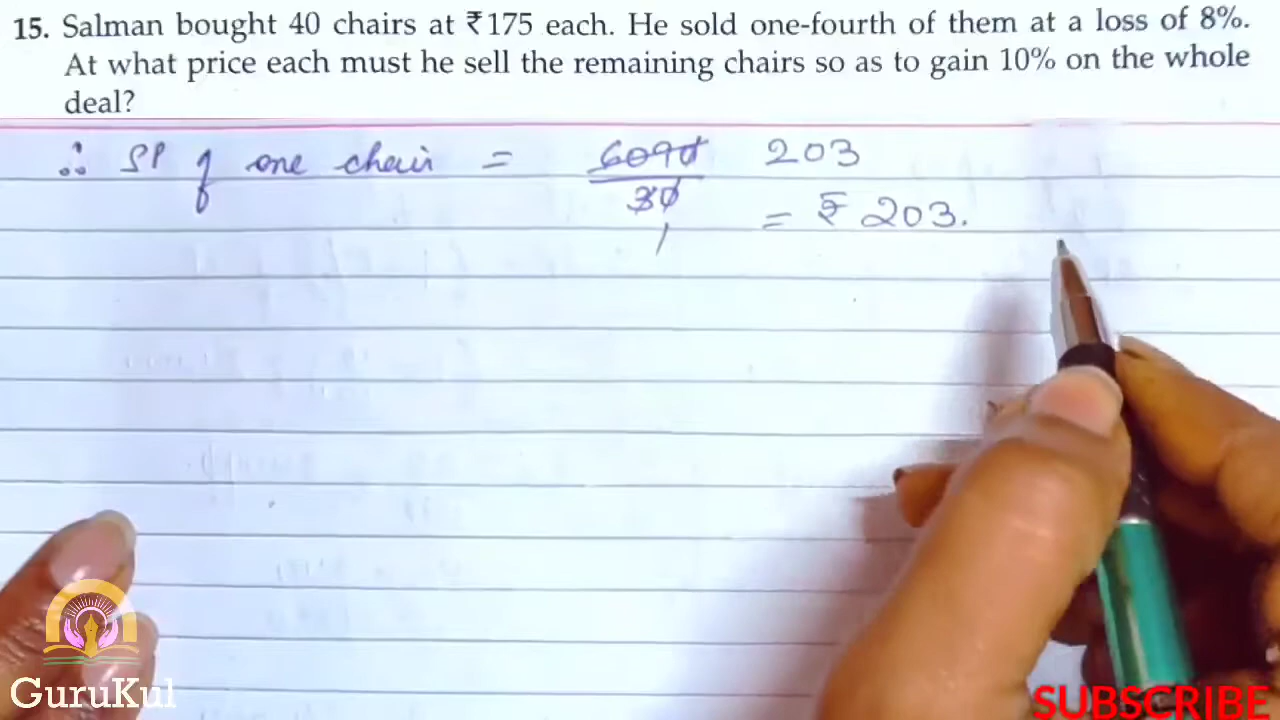 15. Salman bought 40 chairs at ₹175 each. He sold one-fourth of them at a loss of 8%.
At what price each must he sell the remaining chairs so as to gain 10% on the whole
deal?
∴ SP of one chair = 6090 203
30
1
= ₹ 203.
GuruKul
SUBSCRIBE